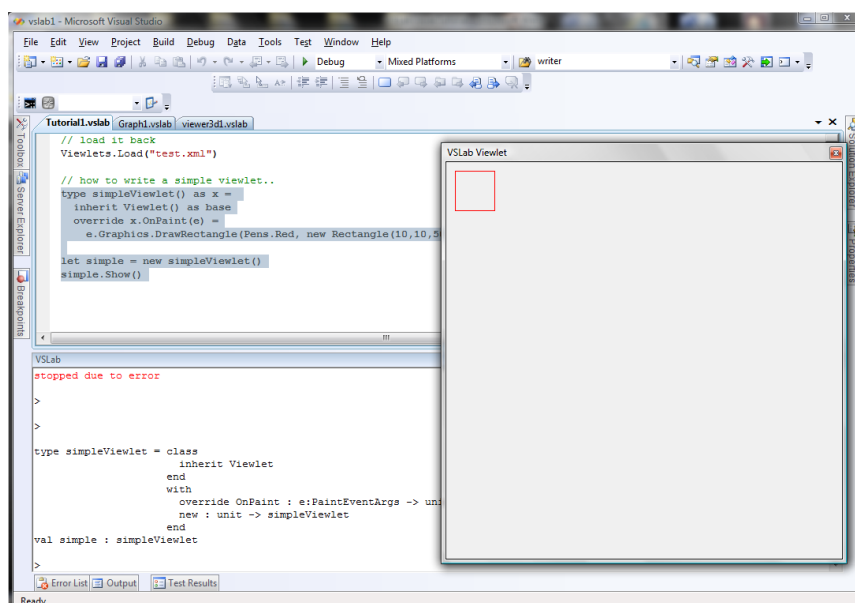 vslab1 - Microsoft Visual Studio
File Edit View Project Build Debug Data Tools Test Window Help
Debug Mixed Platforms writer
Tutorial1.vslab Graph1.vslab viewer3d1.vslab
Toolbox
Server Explorer
Breakpoints
// load it back
Viewlets.Load("test.xml")
// how to write a simple viewlet..
type simpleViewlet() as x =
inherit Viewlet() as base
override x.OnPaint(e) =
e.Graphics.DrawRectangle(Pens.Red, new Rectangle(10,10,5
let simple = new simpleViewlet()
simple.Show()
VSLab Viewlet
Solution Explorer
Properties
VSLab
stopped due to error
>
>
type simpleViewlet = class
inherit Viewlet
end
with
override OnPaint : e:PaintEventArgs -> uni
new : unit -> simpleViewlet
end
val simple : simpleViewlet
>
Error List Output Test Results
Ready